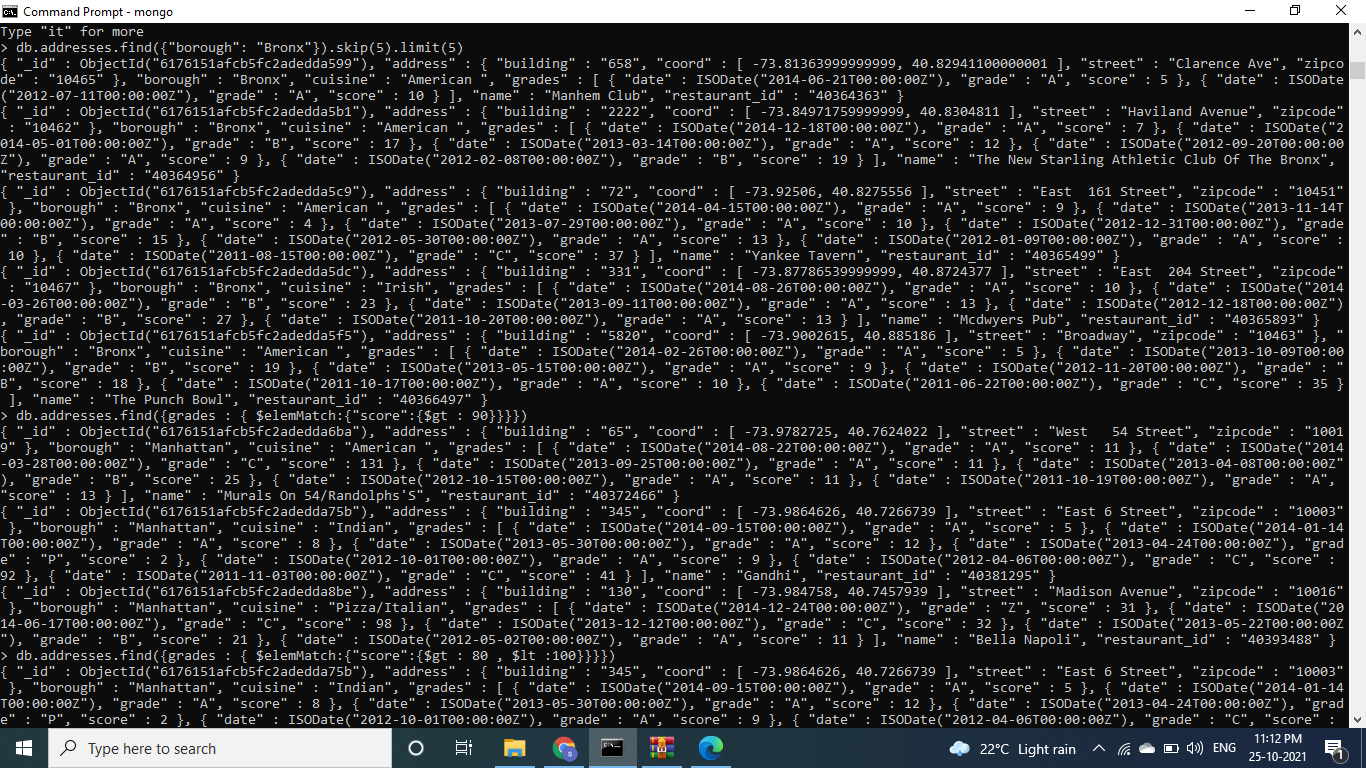 Command Prompt - mongo
Type "it" for more
> db.addresses.find({"borough": "Bronx"}).skip(5).limit(5)
{ "_id" : ObjectId("6176151afcb5fc2adedda599"), "address" : { "building" : "658", "coord" : [ -73.81363999999999, 40.82941100000001 ], "street" : "Clarence Ave", "zipco
de" : "10465" }, "borough" : "Bronx", "cuisine" : "American ", "grades" : [ { "date" : ISODate("2014-06-21T00:00:00Z"), "grade" : "A", "score" : 5 }, { "date" : ISODate
("2012-07-11T00:00:00Z"), "grade" : "A", "score" : 10 } ], "name" : "Manhem Club", "restaurant_id" : "40364363" }
{ "_id" : ObjectId("6176151afcb5fc2adedda5b1"), "address" : { "building" : "2222", "coord" : [ -73.84971759999999, 40.8304811 ], "street" : "Haviland Avenue", "zipcode"
 : "10462" }, "borough" : "Bronx", "cuisine" : "American ", "grades" : [ { "date" : ISODate("2014-12-18T00:00:00Z"), "grade" : "A", "score" : 7 }, { "date" : ISODate("2
014-05-01T00:00:00Z"), "grade" : "B", "score" : 17 }, { "date" : ISODate("2013-03-14T00:00:00Z"), "grade" : "A", "score" : 12 }, { "date" : ISODate("2012-09-20T00:00:00
Z"), "grade" : "A", "score" : 9 }, { "date" : ISODate("2012-02-08T00:00:00Z"), "grade" : "B", "score" : 19 } ], "name" : "The New Starling Athletic Club Of The Bronx",
"restaurant_id" : "40364956" }
{ "_id" : ObjectId("6176151afcb5fc2adedda5c9"), "address" : { "building" : "72", "coord" : [ -73.92506, 40.8275556 ], "street" : "East  161 Street", "zipcode" : "10451"
 }, "borough" : "Bronx", "cuisine" : "American ", "grades" : [ { "date" : ISODate("2014-04-15T00:00:00Z"), "grade" : "A", "score" : 9 }, { "date" : ISODate("2013-11-14T
00:00:00Z"), "grade" : "A", "score" : 4 }, { "date" : ISODate("2013-07-29T00:00:00Z"), "grade" : "A", "score" : 10 }, { "date" : ISODate("2012-12-31T00:00:00Z"), "grade
" : "B", "score" : 15 }, { "date" : ISODate("2012-05-30T00:00:00Z"), "grade" : "A", "score" : 13 }, { "date" : ISODate("2012-01-09T00:00:00Z"), "grade" : "A", "score" :
 10 }, { "date" : ISODate("2011-08-15T00:00:00Z"), "grade" : "C", "score" : 37 } ], "name" : "Yankee Tavern", "restaurant_id" : "40365499" }
{ "_id" : ObjectId("6176151afcb5fc2adedda5dc"), "address" : { "building" : "331", "coord" : [ -73.87786539999999, 40.8724377 ], "street" : "East  204 Street", "zipcode"
 : "10467" }, "borough" : "Bronx", "cuisine" : "Irish", "grades" : [ { "date" : ISODate("2014-08-26T00:00:00Z"), "grade" : "A", "score" : 10 }, { "date" : ISODate("2014
-03-26T00:00:00Z"), "grade" : "B", "score" : 23 }, { "date" : ISODate("2013-09-11T00:00:00Z"), "grade" : "A", "score" : 13 }, { "date" : ISODate("2012-12-18T00:00:00Z")
, "grade" : "B", "score" : 27 }, { "date" : ISODate("2011-10-20T00:00:00Z"), "grade" : "A", "score" : 13 } ], "name" : "Mcdwyers Pub", "restaurant_id" : "40365893" }
{ "_id" : ObjectId("6176151afcb5fc2adedda5f5"), "address" : { "building" : "5820", "coord" : [ -73.9002615, 40.885186 ], "street" : "Broadway", "zipcode" : "10463" }, "
borough" : "Bronx", "cuisine" : "American ", "grades" : [ { "date" : ISODate("2014-02-26T00:00:00Z"), "grade" : "A", "score" : 5 }, { "date" : ISODate("2013-10-09T00:00
:00Z"), "grade" : "B", "score" : 19 }, { "date" : ISODate("2013-05-15T00:00:00Z"), "grade" : "A", "score" : 9 }, { "date" : ISODate("2012-11-20T00:00:00Z"), "grade" : "
B", "score" : 18 }, { "date" : ISODate("2011-10-17T00:00:00Z"), "grade" : "A", "score" : 10 }, { "date" : ISODate("2011-06-22T00:00:00Z"), "grade" : "C", "score" : 35 }
 ], "name" : "The Punch Bowl", "restaurant_id" : "40366497" }
> db.addresses.find({grades : { $elemMatch:{"score":{$gt : 90}}}})
{ "_id" : ObjectId("6176151afcb5fc2adedda6ba"), "address" : { "building" : "65", "coord" : [ -73.9782725, 40.7624022 ], "street" : "West   54 Street", "zipcode" : "1001
9" }, "borough" : "Manhattan", "cuisine" : "American ", "grades" : [ { "date" : ISODate("2014-08-22T00:00:00Z"), "grade" : "A", "score" : 11 }, { "date" : ISODate("2014
-03-28T00:00:00Z"), "grade" : "C", "score" : 131 }, { "date" : ISODate("2013-09-25T00:00:00Z"), "grade" : "A", "score" : 11 }, { "date" : ISODate("2013-04-08T00:00:00Z"
), "grade" : "B", "score" : 25 }, { "date" : ISODate("2012-10-15T00:00:00Z"), "grade" : "A", "score" : 11 }, { "date" : ISODate("2011-10-19T00:00:00Z"), "grade" : "A",
"score" : 13 } ], "name" : "Murals On 54/Randolphs'S", "restaurant_id" : "40372466" }
{ "_id" : ObjectId("6176151afcb5fc2adedda75b"), "address" : { "building" : "345", "coord" : [ -73.9864626, 40.7266739 ], "street" : "East 6 Street", "zipcode" : "10003"
 }, "borough" : "Manhattan", "cuisine" : "Indian", "grades" : [ { "date" : ISODate("2014-09-15T00:00:00Z"), "grade" : "A", "score" : 5 }, { "date" : ISODate("2014-01-14
T00:00:00Z"), "grade" : "A", "score" : 8 }, { "date" : ISODate("2013-05-30T00:00:00Z"), "grade" : "A", "score" : 12 }, { "date" : ISODate("2013-04-24T00:00:00Z"), "grad
e" : "P", "score" : 2 }, { "date" : ISODate("2012-10-01T00:00:00Z"), "grade" : "A", "score" : 9 }, { "date" : ISODate("2012-04-06T00:00:00Z"), "grade" : "C", "score" :
92 }, { "date" : ISODate("2011-11-03T00:00:00Z"), "grade" : "C", "score" : 41 } ], "name" : "Gandhi", "restaurant_id" : "40381295" }
{ "_id" : ObjectId("6176151afcb5fc2adedda8be"), "address" : { "building" : "130", "coord" : [ -73.984758, 40.7457939 ], "street" : "Madison Avenue", "zipcode" : "10016"
 }, "borough" : "Manhattan", "cuisine" : "Pizza/Italian", "grades" : [ { "date" : ISODate("2014-12-24T00:00:00Z"), "grade" : "Z", "score" : 31 }, { "date" : ISODate("20
14-06-17T00:00:00Z"), "grade" : "C", "score" : 98 }, { "date" : ISODate("2013-12-12T00:00:00Z"), "grade" : "C", "score" : 32 }, { "date" : ISODate("2013-05-22T00:00:00Z
"), "grade" : "B", "score" : 21 }, { "date" : ISODate("2012-05-02T00:00:00Z"), "grade" : "A", "score" : 11 } ], "name" : "Bella Napoli", "restaurant_id" : "40393488" }
> db.addresses.find({grades : { $elemMatch:{"score":{$gt : 80 , $lt :100}}}})
{ "_id" : ObjectId("6176151afcb5fc2adedda75b"), "address" : { "building" : "345", "coord" : [ -73.9864626, 40.7266739 ], "street" : "East 6 Street", "zipcode" : "10003"
 }, "borough" : "Manhattan", "cuisine" : "Indian", "grades" : [ { "date" : ISODate("2014-09-15T00:00:00Z"), "grade" : "A", "score" : 5 }, { "date" : ISODate("2014-01-14
T00:00:00Z"), "grade" : "A", "score" : 8 }, { "date" : ISODate("2013-05-30T00:00:00Z"), "grade" : "A", "score" : 12 }, { "date" : ISODate("2013-04-24T00:00:00Z"), "grad
e" : "P", "score" : 2 }, { "date" : ISODate("2012-10-01T00:00:00Z"), "grade" : "A", "score" : 9 }, { "date" : ISODate("2012-04-06T00:00:00Z"), "grade" : "C", "score" :
Type here to search
22°C Light rain
ENG
11:12 PM
25-10-2021
1